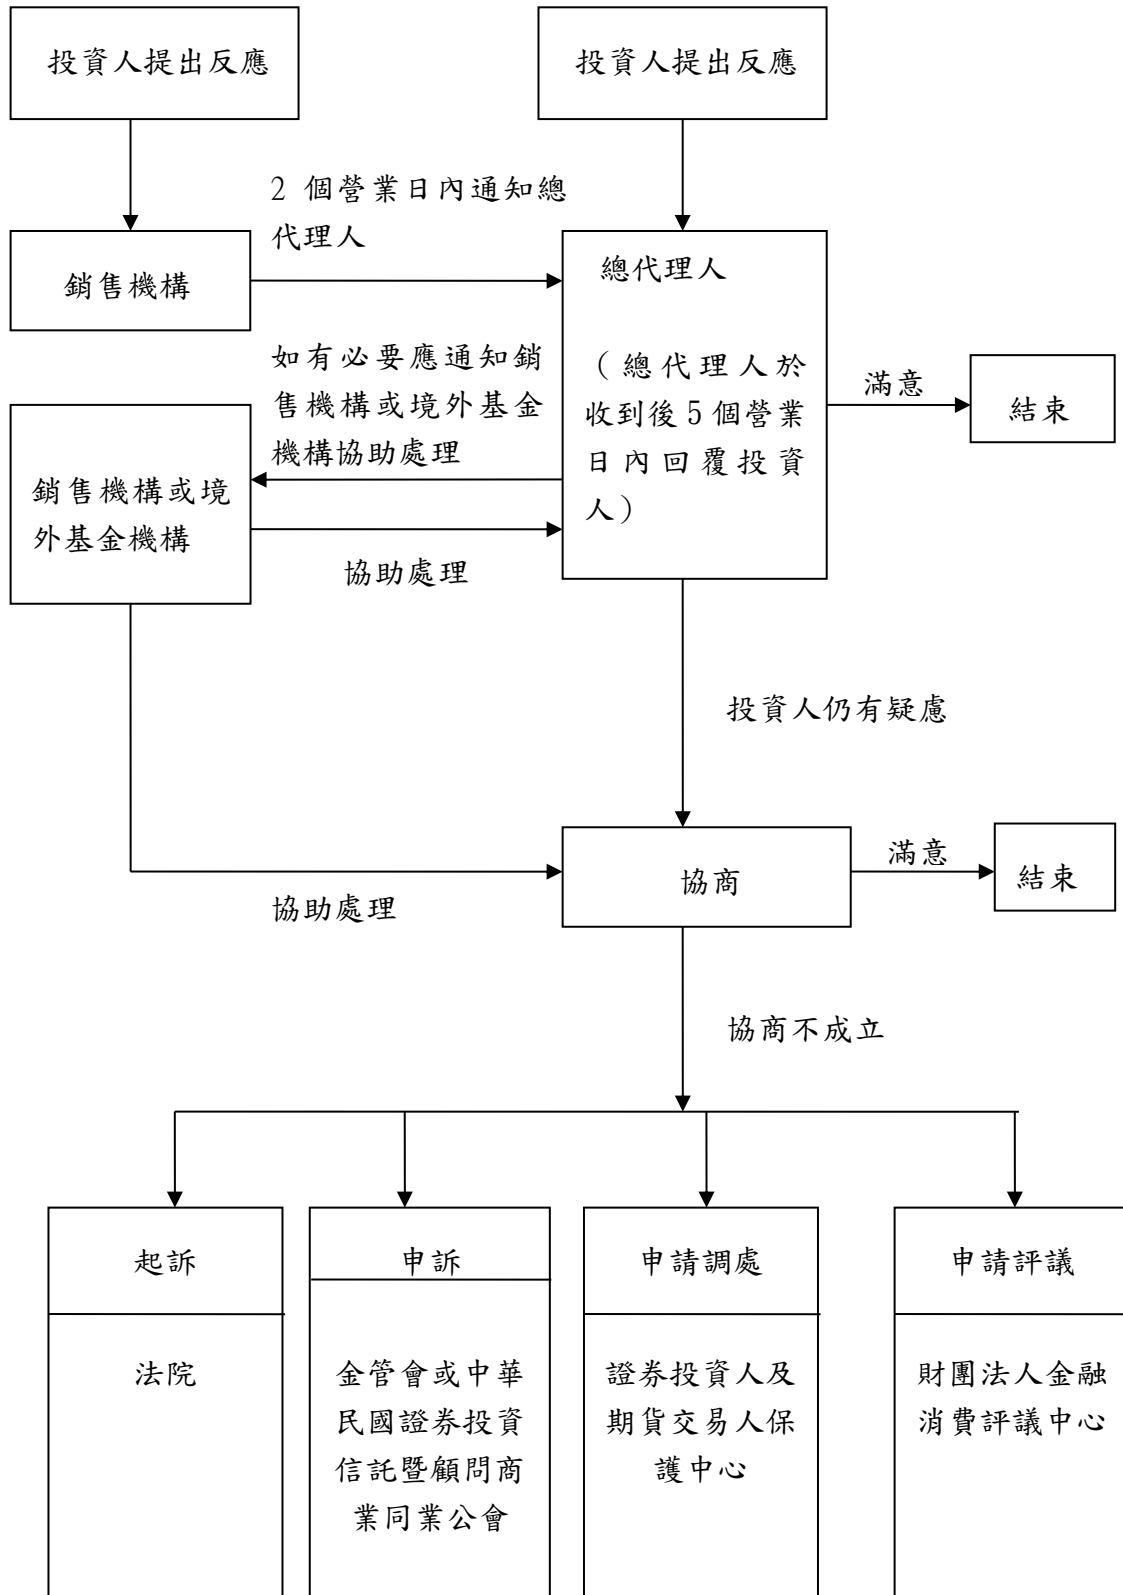 投資人提出反應
投資人提出反應
2 個營業日內通知總
代理人
銷售機構
總代理人
（總代理人於
收到後 5 個營業
日內回覆投資
人）
滿意
結束
如有必要應通知銷
售機構或境外基金
機構協助處理
銷售機構或境
外基金機構
協助處理
投資人仍有疑慮
協商
滿意
結束
協助處理
協商不成立
起訴
法院
申訴
金管會或中華
民國證券投資
信託暨顧問商
業同業公會
申請調處
證券投資人及
期貨交易人保
護中心
申請評議
財團法人金融
消費評議中心